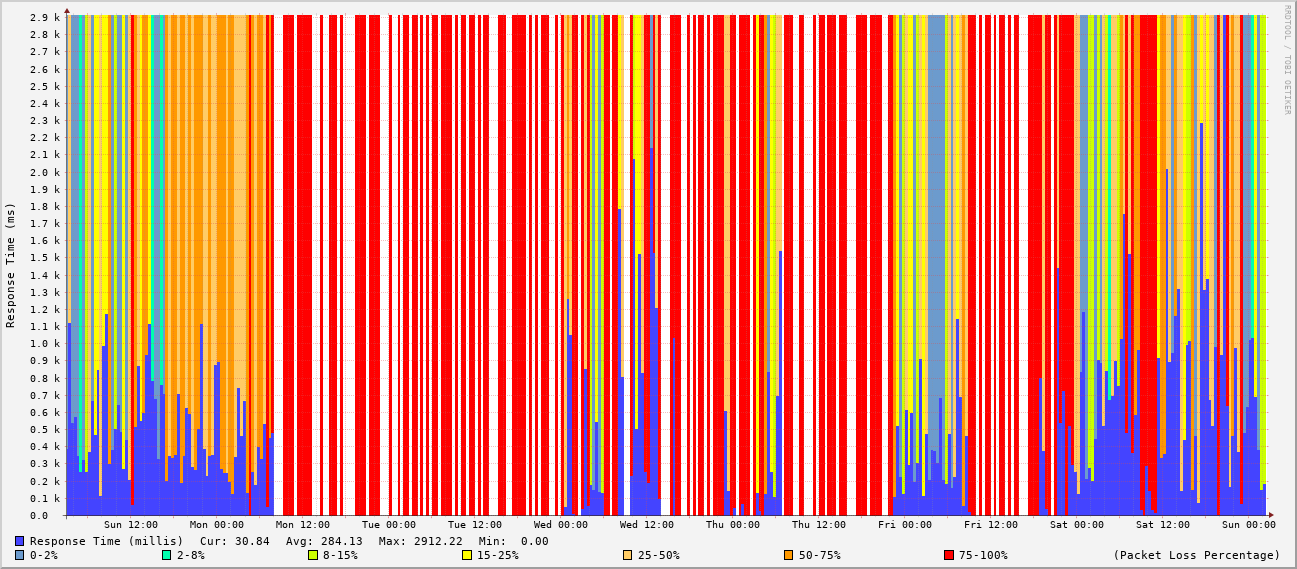 RRDTOOL / TOBI OETIKER
Response Time (ms)
2.9 k
2.8 k
2.7 k
2.6 k
2.5 k
2.4 k
2.3 k
2.2 k
2.1 k
2.0 k
1.9 k
1.8 k
1.7 k
1.6 k
1.5 k
1.4 k
1.3 k
1.2 k
1.1 k
1.0 k
0.9 k
0.8 k
0.7 k
0.6 k
0.5 k
0.4 k
0.3 k
0.2 k
0.1 k
0.0
Sun 12:00 Mon 00:00 Mon 12:00 Tue 00:00 Tue 12:00 Wed 00:00 Wed 12:00 Thu 00:00 Thu 12:00 Fri 00:00 Fri 12:00 Sat 00:00 Sat 12:00 Sun 00:00
Response Time (millis) Cur: 30.84 Avg: 284.13 Max: 2912.22 Min: 0.00
0-2% 2-8% 8-15% 15-25% 25-50% 50-75% 75-100% (Packet Loss Percentage)